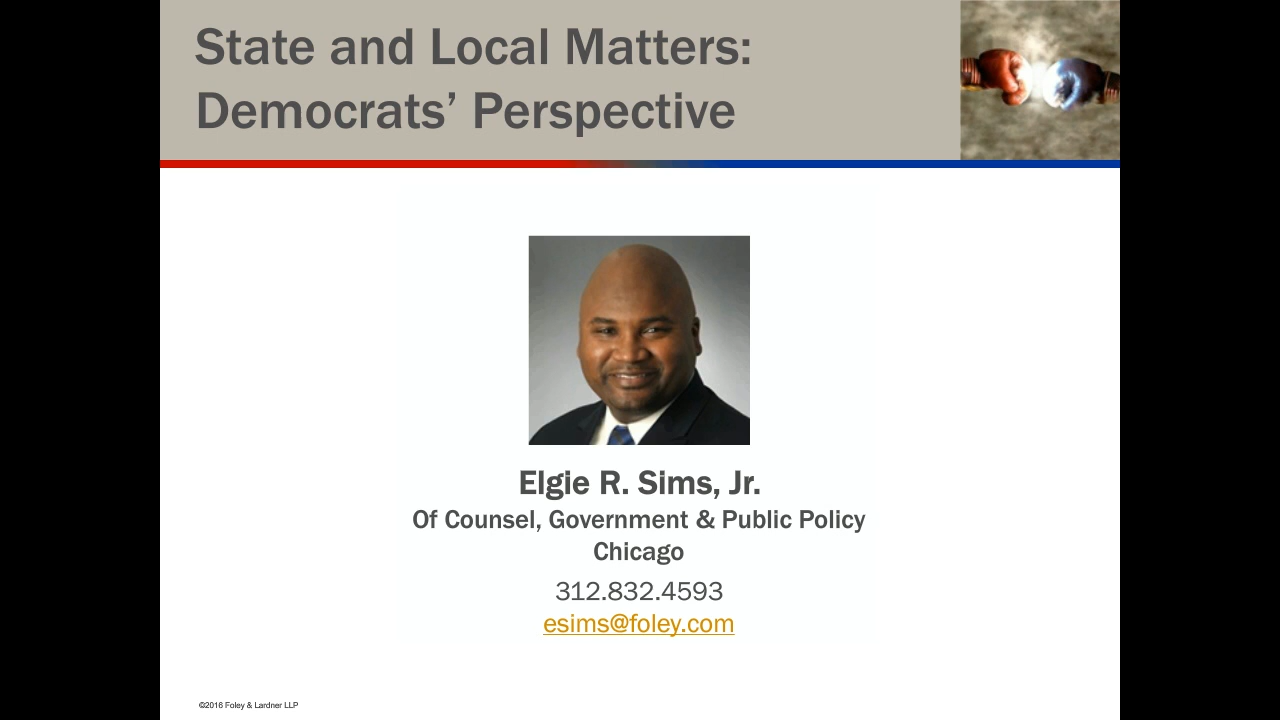 State and Local Matters:
Democrats’ Perspective
Elgie R. Sims, Jr.
Of Counsel, Government & Public Policy
Chicago
312.832.4593
esims@foley.com
©2016 Foley & Lardner LLP